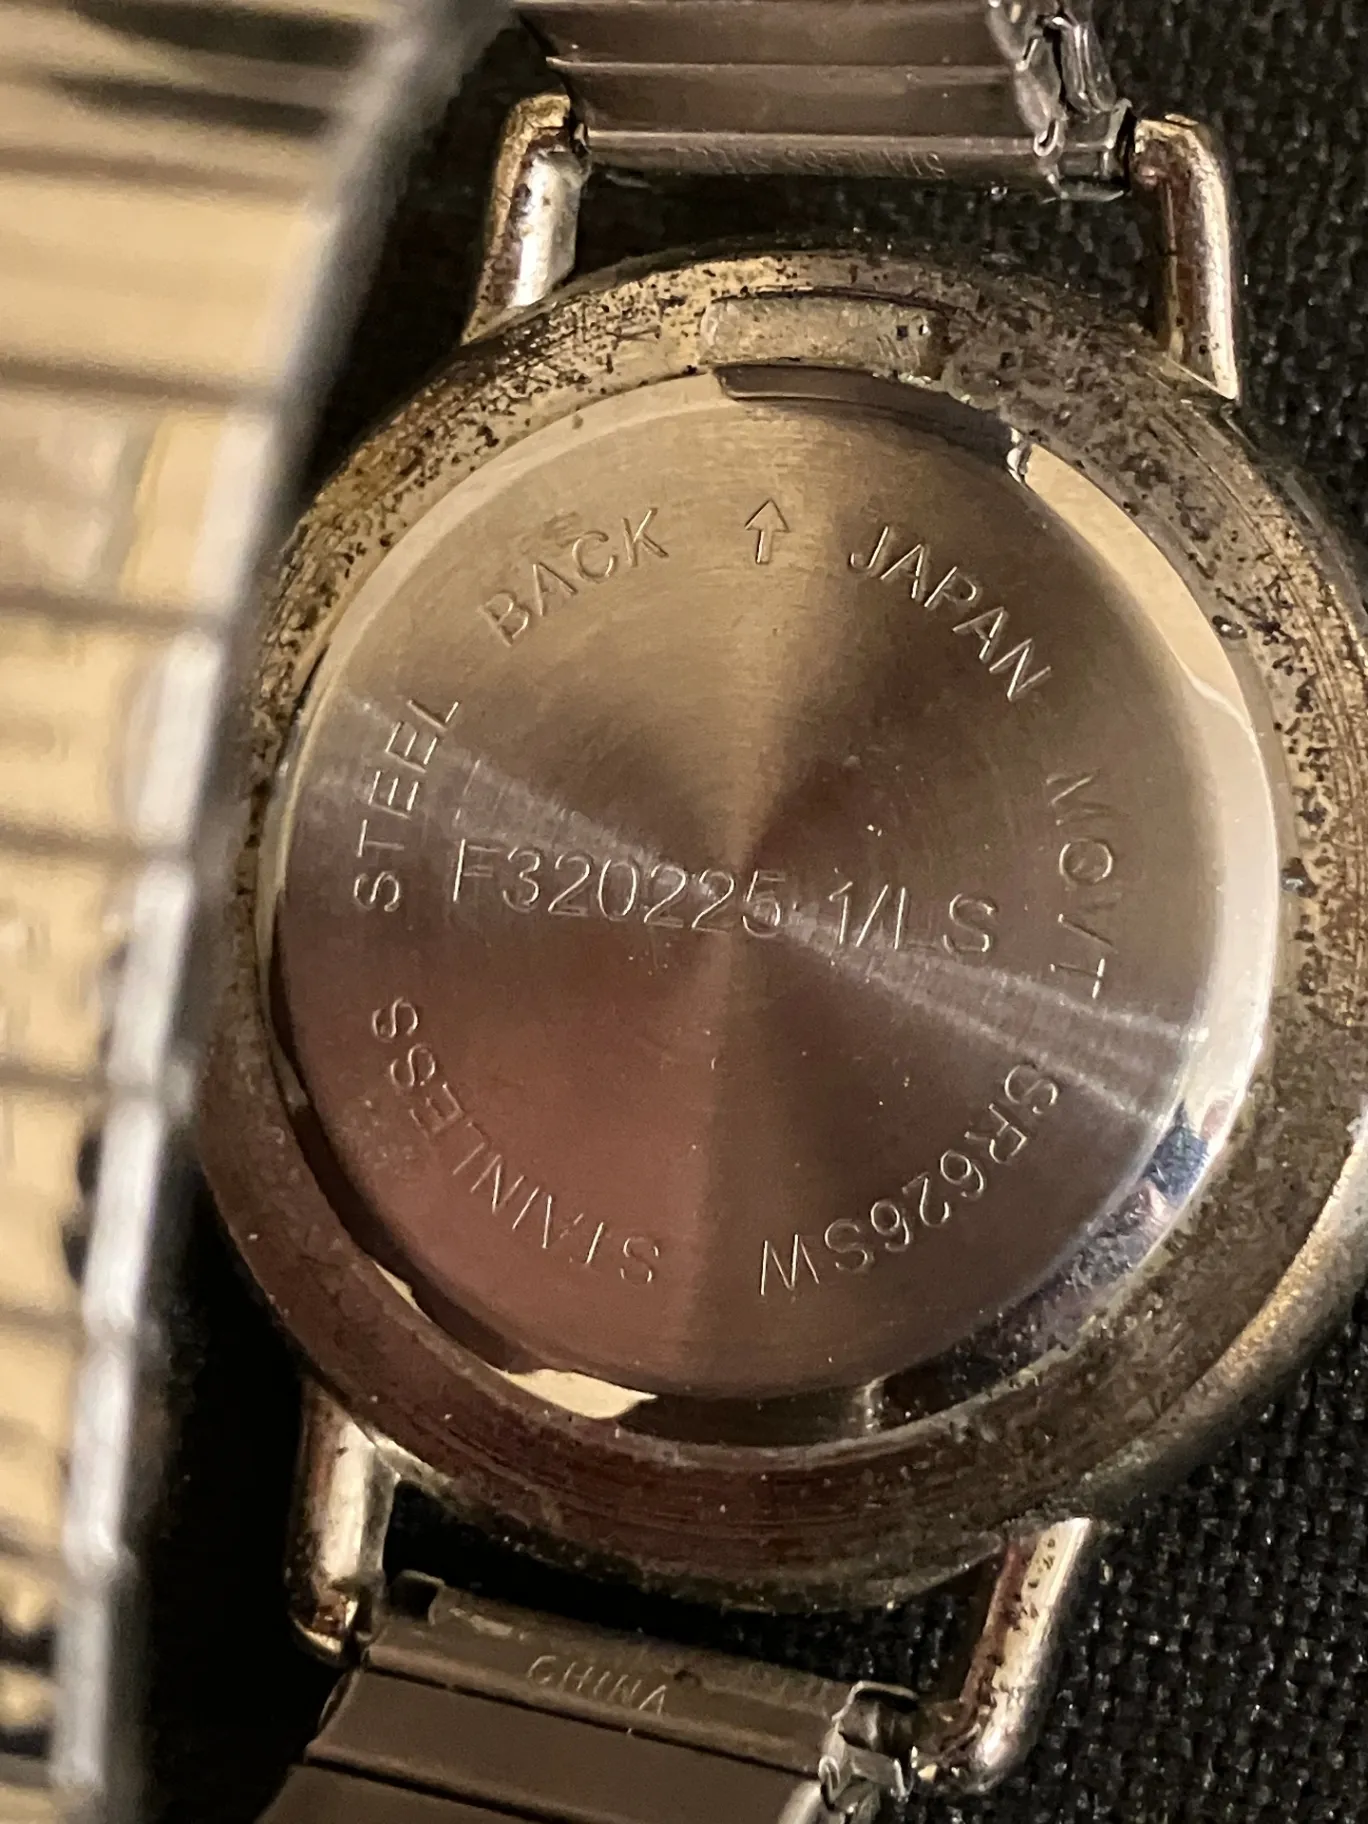 STAINLESS STEEL BACK ↑ JAPAN MOVT SR626SW
F320225 1/LS
CHINA